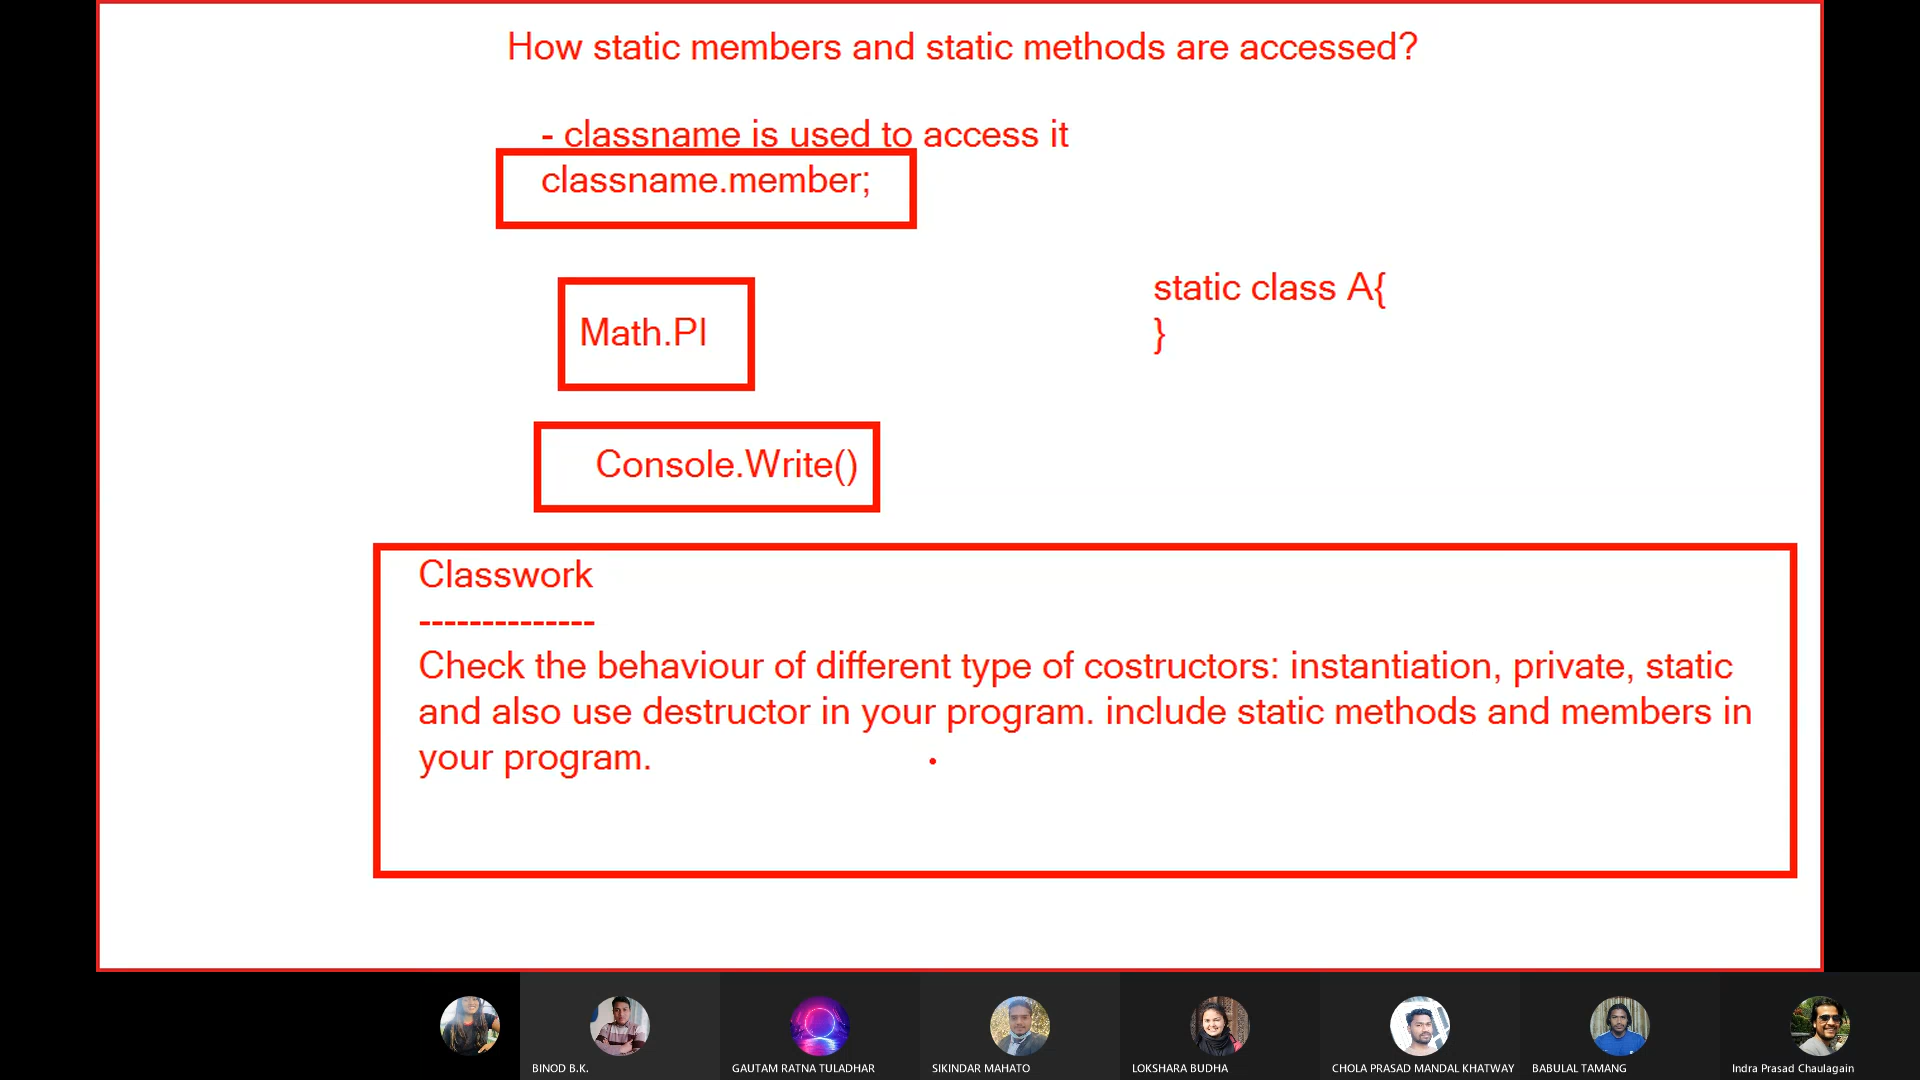 How static members and static methods are accessed?
- classname is used to access it
classname.member;
Math.PI
static class A{
}
Console.Write()
Classwork
--------------
Check the behaviour of different type of costructors: instantiation, private, static
and also use destructor in your program. include static methods and members in
your program.
BINOD B.K.
GAUTAM RATNA TULADHAR
SIKINDAR MAHATO
LOKSHARA BUDHA
CHOLA PRASAD MANDAL KHATWAY
BABULAL TAMANG
Indra Prasad Chaulagain